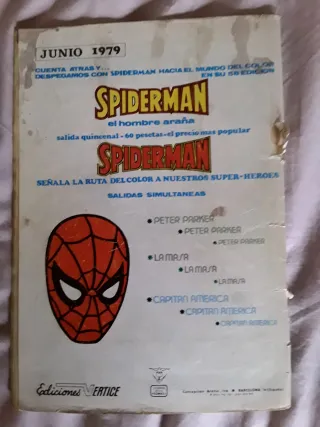 JUNIO 1979
CUENTA ATRAS Y...
DESPEGAMOS CON SPIDERMAN HACIA EL MUNDO DEL COLOR
EN SU 5ª EDICION
SPIDERMAN
el hombre araña
salida quincenal - 60 pesetas - el precio mas popular
SPIDERMAN
SEÑALA LA RUTA DEL COLOR A NUESTROS SUPER-HEROES
SALIDAS SIMULTANEAS
• PETER PARKER
• PETER PARKER
• PETER PARKER
• LA MASA
• LA MASA
• LA MASA
• CAPITAN AMERICA
• CAPITAN AMERICA
• CAPITAN AMERICA
Ediciones VERTICE
BARCELONA